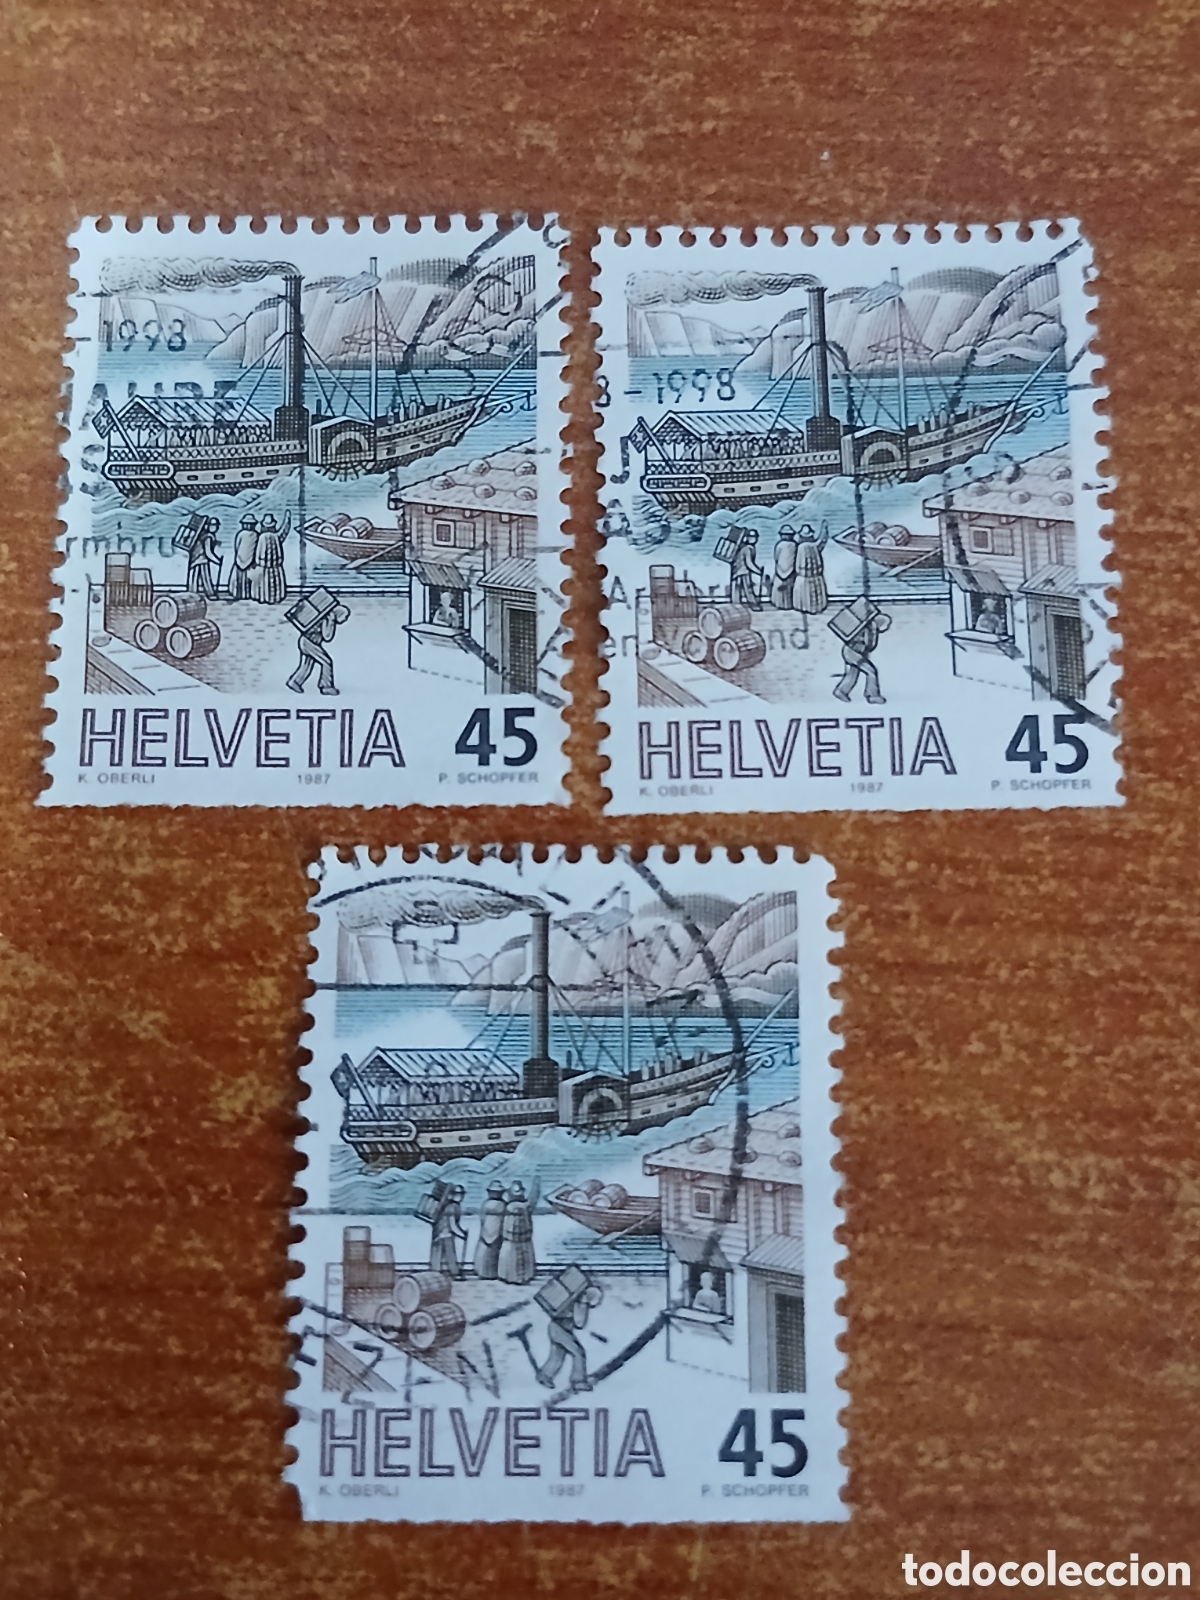 1998
HELVETIA 45
K. OBERLI 1987 P. SCHOPFER
8-1998
HELVETIA 45
K. OBERLI 1987 P. SCHOPFER
HELVETIA 45
K. OBERLI 1987 P. SCHOPFER
todocoleccion